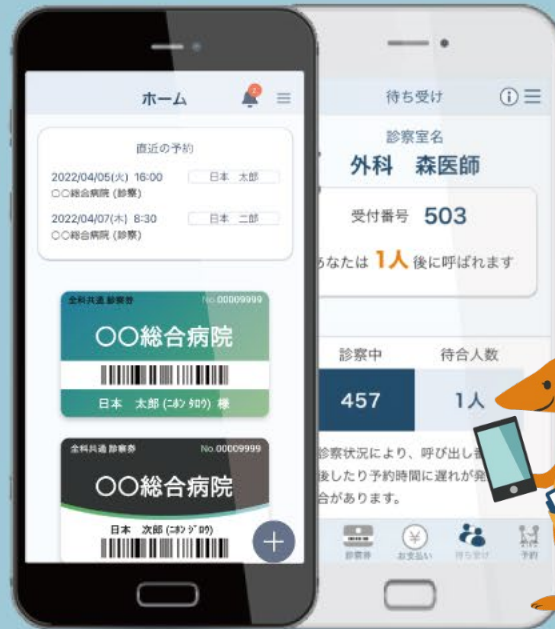 ホーム
2
直近の予約
2022/04/05(火) 16:00 日本 太郎
〇〇総合病院 (診察)
2022/04/07(木) 8:30 日本 二郎
〇〇総合病院 (診察)
全科共通 診察券 No.00009999
〇〇総合病院
日本 太郎 (ﾆﾎﾝ ﾀﾛｳ) 様
全科共通 診察券 No.00009999
〇〇総合病院
日本 次郎 (ﾆﾎﾝ ｼﾞﾛｳ)
待ち受け
診察室名
外科 森医師
受付番号 503
なたは 1人 後に呼ばれます
診察中 待合人数
457 1人
診察状況により、呼び出し
後したり予約時間に遅れが発
合があります。
診察券 お支払い 待ち受け 予約